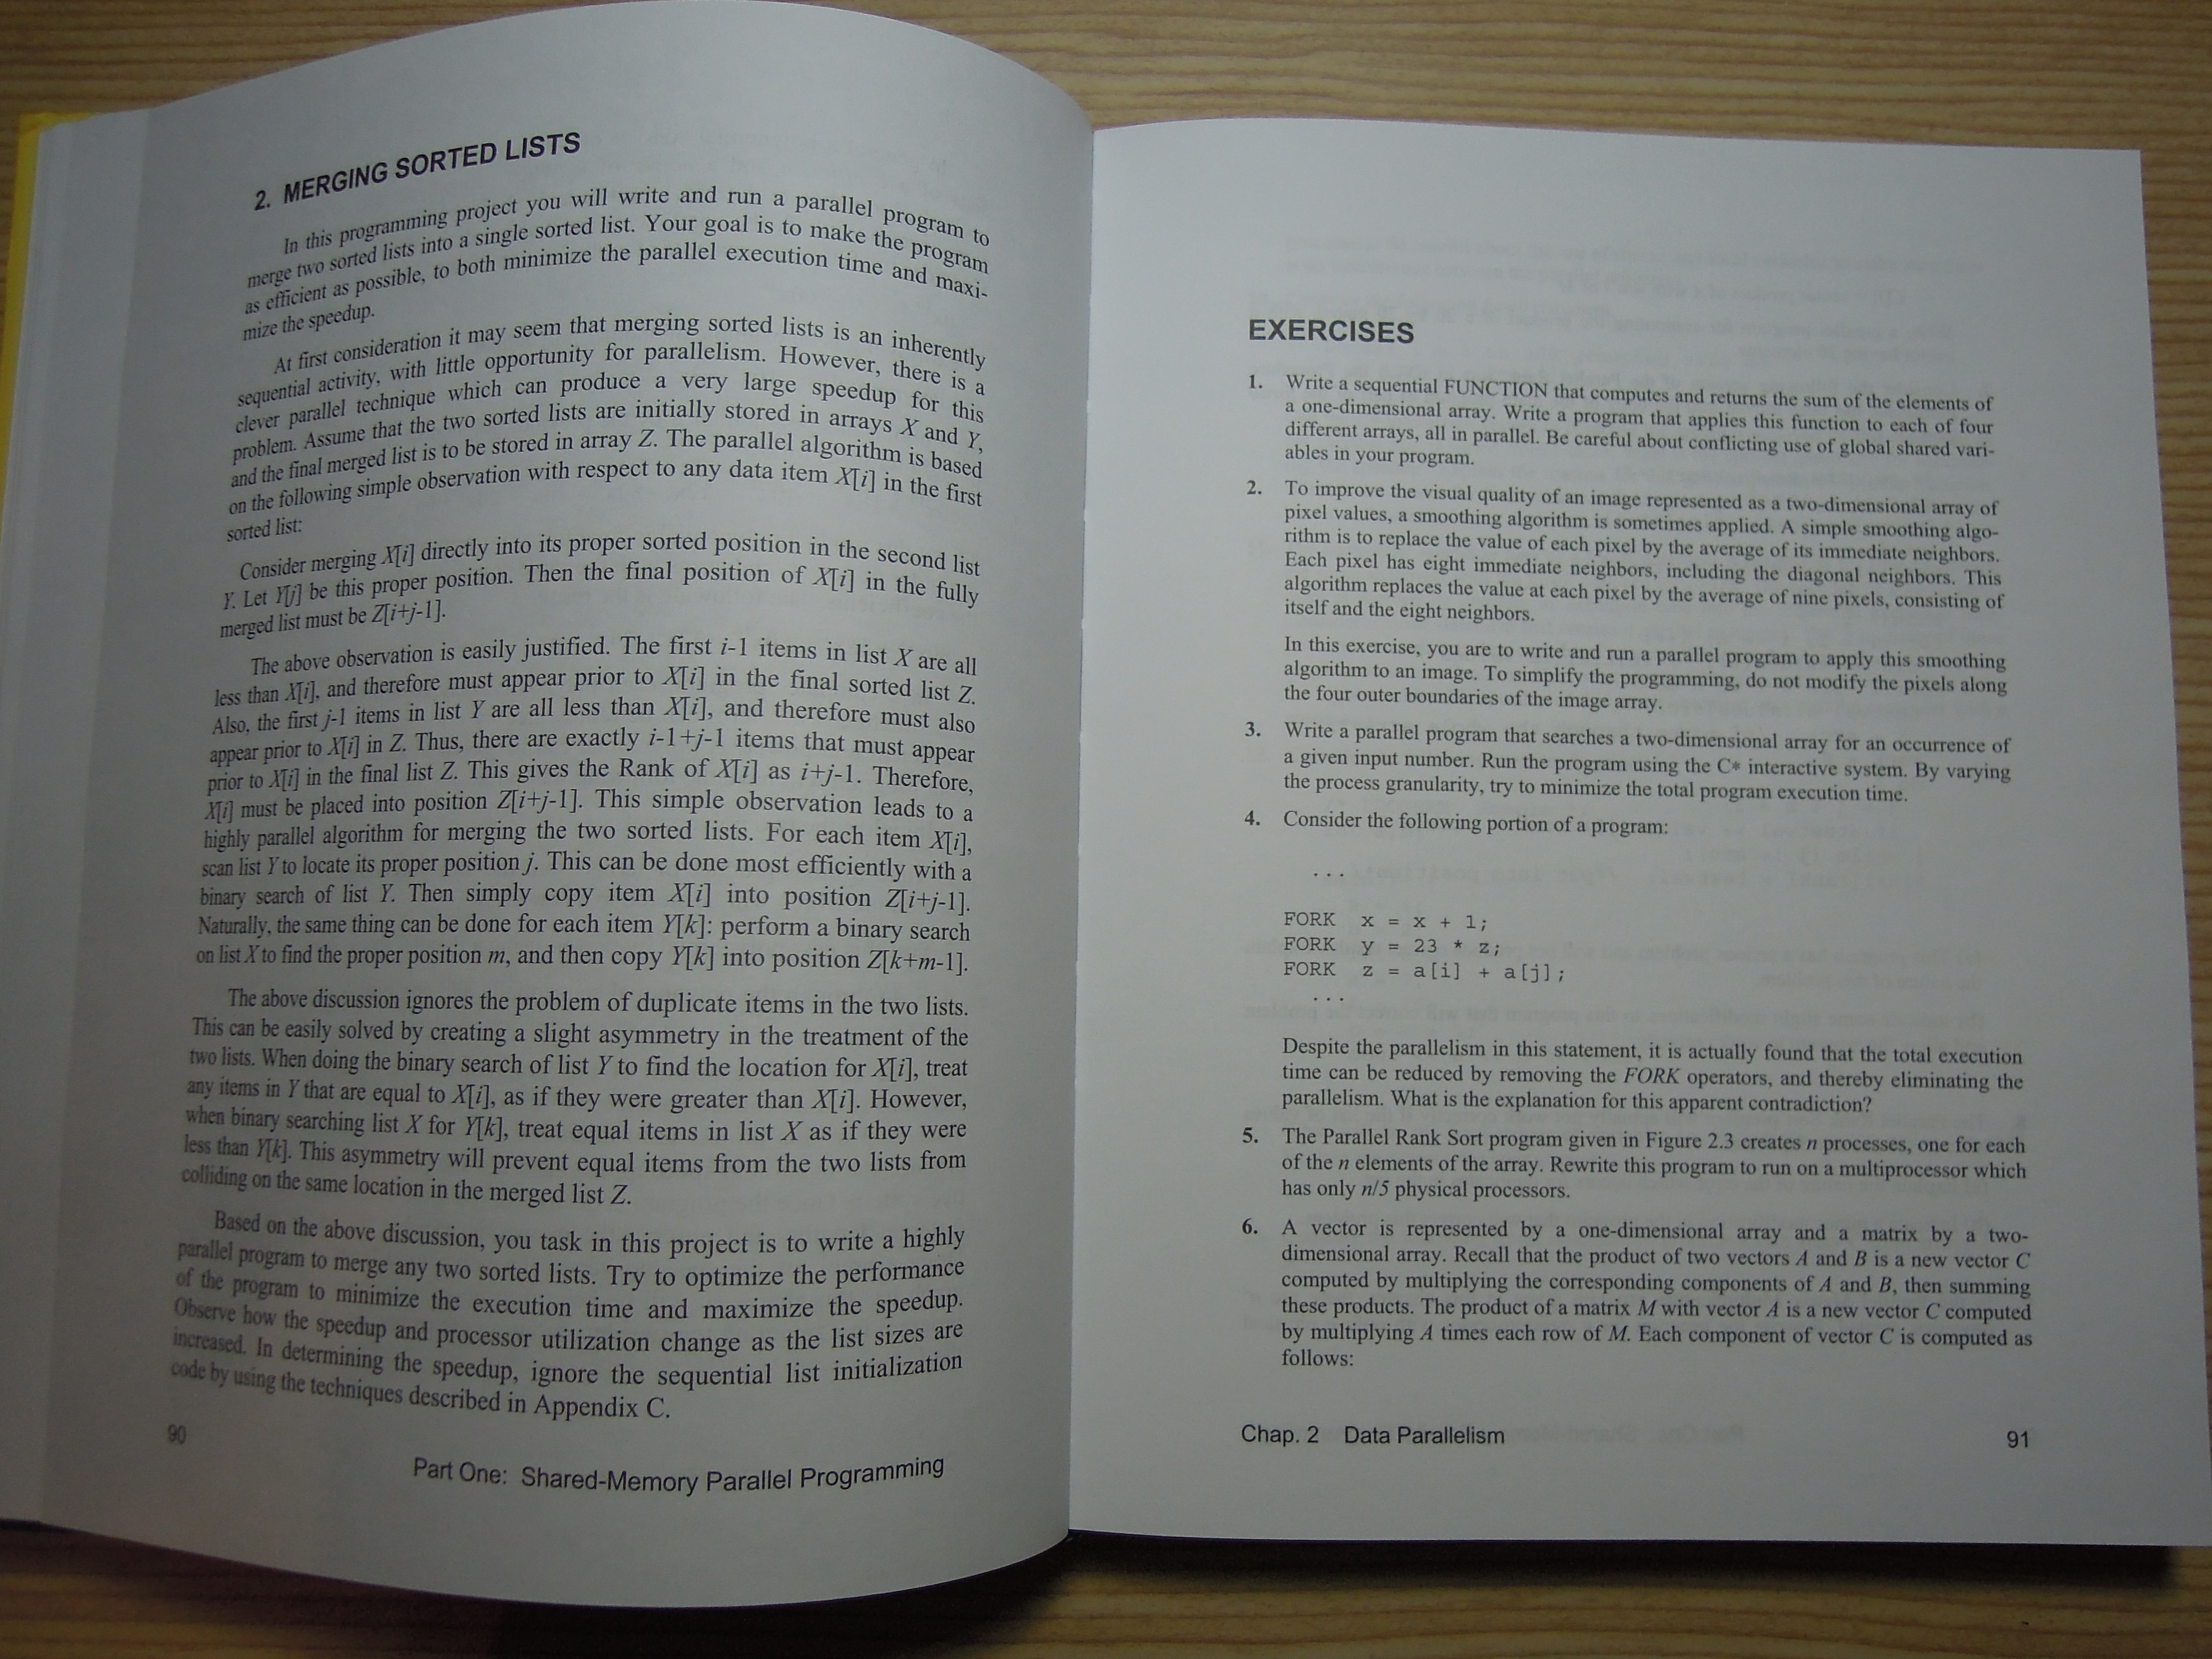 2. MERGING SORTED LISTS
In this programming project you will write and run a parallel program to
merge two sorted lists into a single sorted list. Your goal is to make the program
as efficient as possible, to both minimize the parallel execution time and maxi-
mize the speedup.
At first consideration it may seem that merging sorted lists is an inherently
sequential activity, with little opportunity for parallelism. However, there is a
clever parallel technique which can produce a very large speedup for this
problem. Assume that the two sorted lists are initially stored in arrays X and Y,
and the final merged list is to be stored in array Z. The parallel algorithm is based
on the following simple observation with respect to any data item X[i] in the first
sorted list:
Consider merging X[i] directly into its proper sorted position in the second list
Y. Let Y[j] be this proper position. Then the final position of X[i] in the fully
merged list must be Z[i+j-1].
The above observation is easily justified. The first i-1 items in list X are all
less than X[i], and therefore must appear prior to X[i] in the final sorted list Z.
Also, the first j-1 items in list Y are all less than X[i], and therefore must also
appear prior to X[i] in Z. Thus, there are exactly i-1+j-1 items that must appear
prior to X[i] in the final list Z. This gives the Rank of X[i] as i+j-1. Therefore,
X[i] must be placed into position Z[i+j-1]. This simple observation leads to a
highly parallel algorithm for merging the two sorted lists. For each item X[i],
scan list Y to locate its proper position j. This can be done most efficiently with a
binary search of list Y. Then simply copy item X[i] into position Z[i+j-1].
Naturally, the same thing can be done for each item Y[k]: perform a binary search
on list X to find the proper position m, and then copy Y[k] into position Z[k+m-1].
The above discussion ignores the problem of duplicate items in the two lists.
This can be easily solved by creating a slight asymmetry in the treatment of the
two lists. When doing the binary search of list Y to find the location for X[i], treat
any items in Y that are equal to X[i], as if they were greater than X[i]. However,
when binary searching list X for Y[k], treat equal items in list X as if they were
less than Y[k]. This asymmetry will prevent equal items from the two lists from
colliding on the same location in the merged list Z.
Based on the above discussion, you task in this project is to write a highly
parallel program to merge any two sorted lists. Try to optimize the performance
of the program to minimize the execution time and maximize the speedup.
Observe how the speedup and processor utilization change as the list sizes are
increased. In determining the speedup, ignore the sequential list initialization
code by using the techniques described in Appendix C.
90
Part One: Shared-Memory Parallel Programming
EXERCISES
1. Write a sequential FUNCTION that computes and returns the sum of the elements of
a one-dimensional array. Write a program that applies this function to each of four
different arrays, all in parallel. Be careful about conflicting use of global shared vari-
ables in your program.
2. To improve the visual quality of an image represented as a two-dimensional array of
pixel values, a smoothing algorithm is sometimes applied. A simple smoothing algo-
rithm is to replace the value of each pixel by the average of its immediate neighbors.
Each pixel has eight immediate neighbors, including the diagonal neighbors. This
algorithm replaces the value at each pixel by the average of nine pixels, consisting of
itself and the eight neighbors.
In this exercise, you are to write and run a parallel program to apply this smoothing
algorithm to an image. To simplify the programming, do not modify the pixels along
the four outer boundaries of the image array.
3. Write a parallel program that searches a two-dimensional array for an occurrence of
a given input number. Run the program using the C* interactive system. By varying
the process granularity, try to minimize the total program execution time.
4. Consider the following portion of a program:
...
FORK x = x + 1;
FORK y = 23 * z;
FORK z = a[i] + a[j];
...
Despite the parallelism in this statement, it is actually found that the total execution
time can be reduced by removing the FORK operators, and thereby eliminating the
parallelism. What is the explanation for this apparent contradiction?
5. The Parallel Rank Sort program given in Figure 2.3 creates n processes, one for each
of the n elements of the array. Rewrite this program to run on a multiprocessor which
has only n/5 physical processors.
6. A vector is represented by a one-dimensional array and a matrix by a two-
dimensional array. Recall that the product of two vectors A and B is a new vector C
computed by multiplying the corresponding components of A and B, then summing
these products. The product of a matrix M with vector A is a new vector C computed
by multiplying A times each row of M. Each component of vector C is computed as
follows:
Chap. 2 Data Parallelism
91